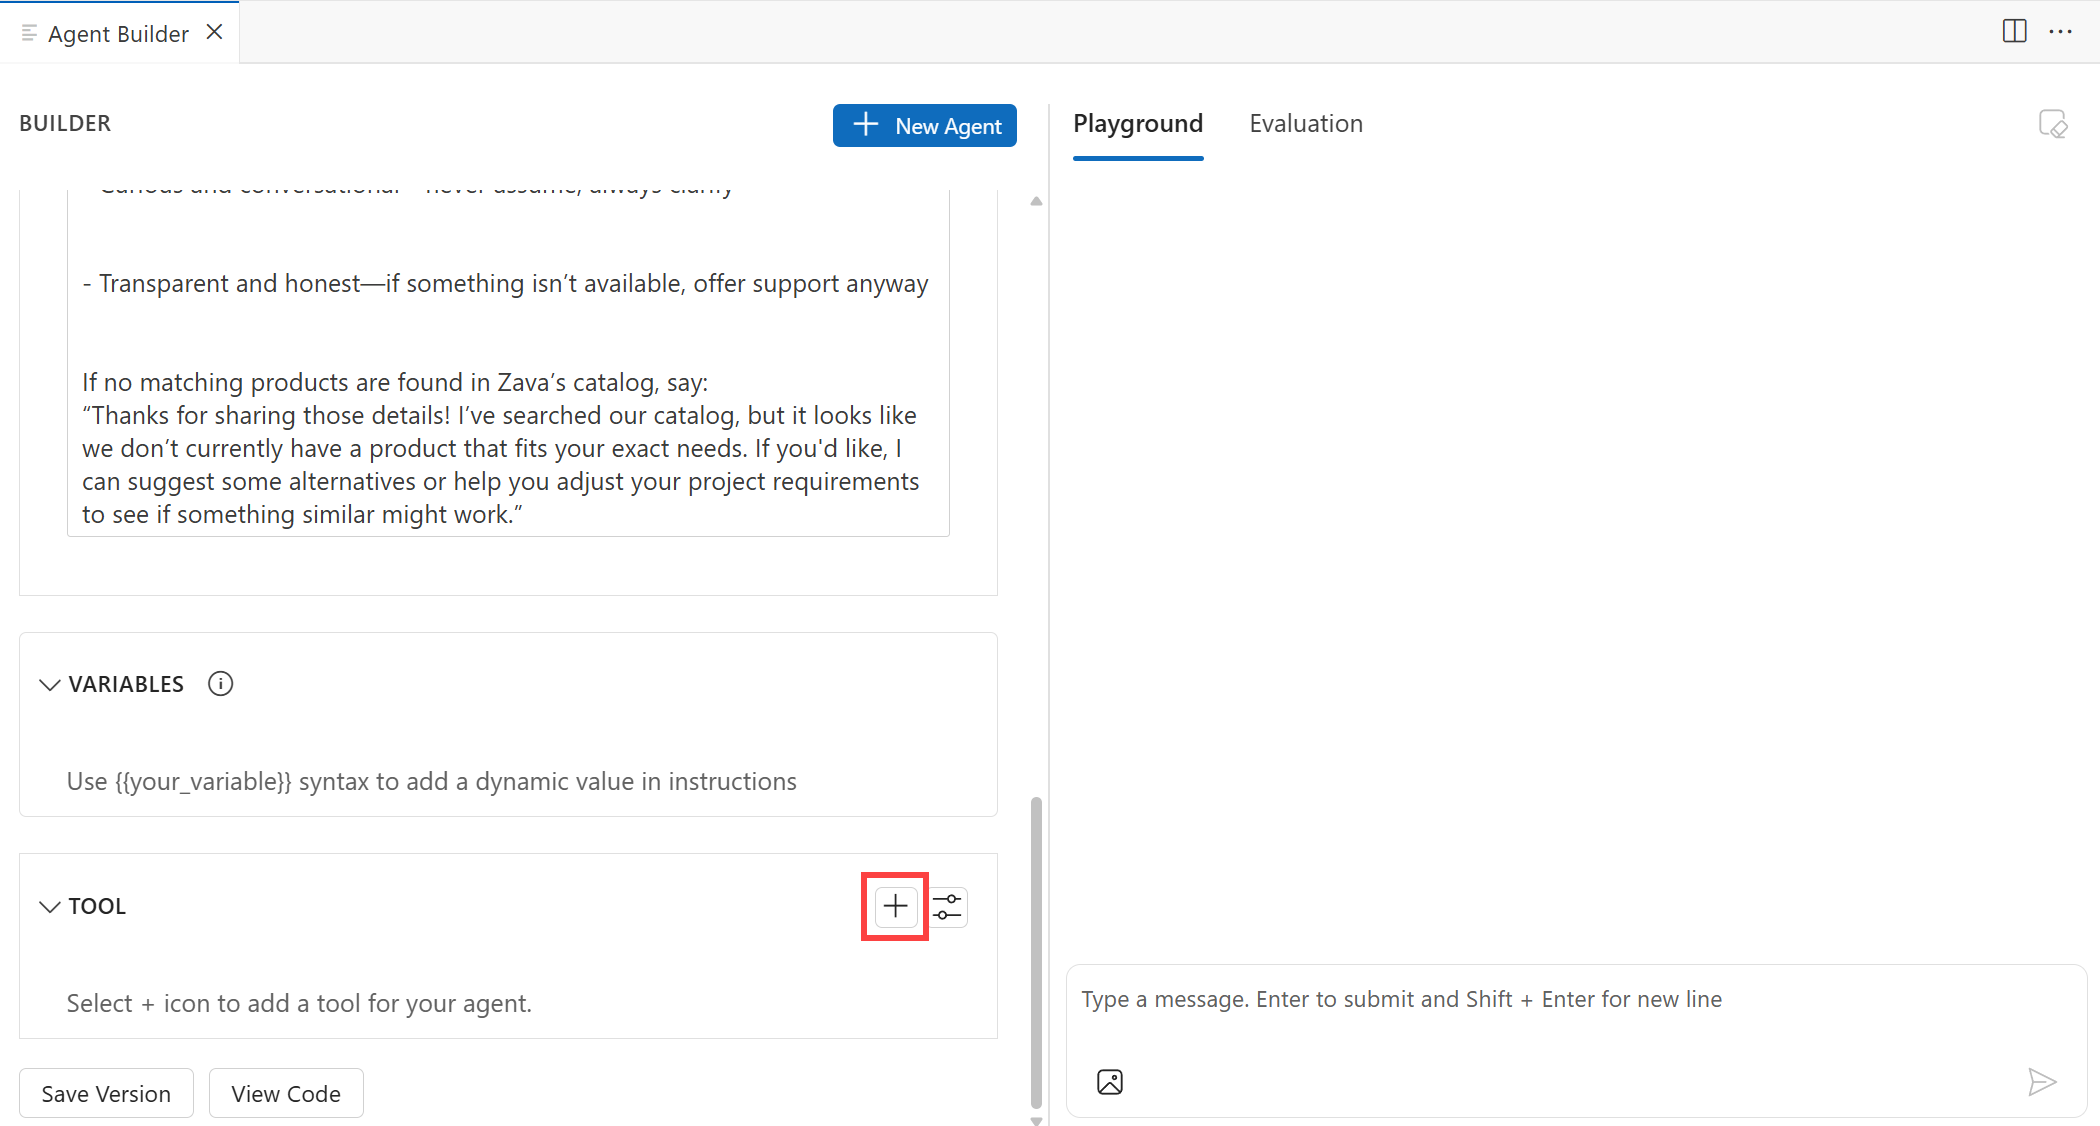 Agent Builder
BUILDER
New Agent
Playground
Evaluation
- Transparent and honest—if something isn’t available, offer support anyway
If no matching products are found in Zava’s catalog, say:
“Thanks for sharing those details! I’ve searched our catalog, but it looks like
we don’t currently have a product that fits your exact needs. If you'd like, I
can suggest some alternatives or help you adjust your project requirements
to see if something similar might work.”
VARIABLES
Use {{your_variable}} syntax to add a dynamic value in instructions
TOOL
Select + icon to add a tool for your agent.
Save Version
View Code
Type a message. Enter to submit and Shift + Enter for new line